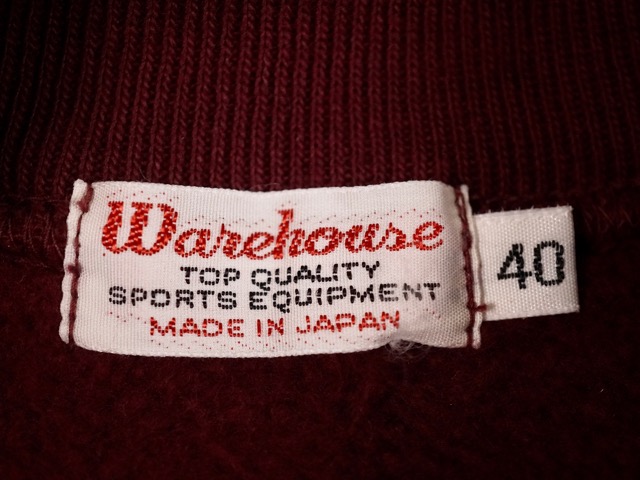 Warehouse
TOP QUALITY
SPORTS EQUIPMENT
MADE IN JAPAN
40